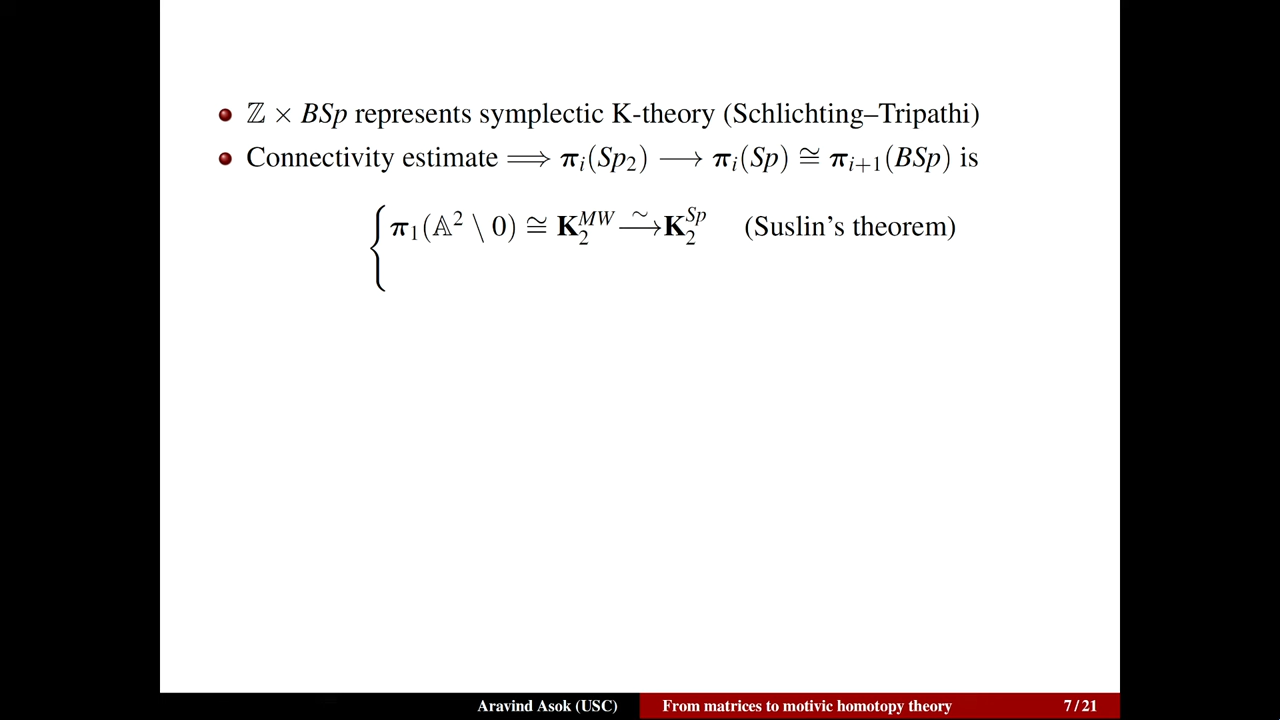 ℤ × BSp represents symplectic K-theory (Schlichting–Tripathi)
Connectivity estimate ⟹ π_i(Sp_2) ⟶ π_i(Sp) ≅ π_{i+1}(BSp) is
{ π_1(𝔸^2 \ 0) ≅ K_2^{MW} ⟶^∼ K_2^{Sp} (Suslin's theorem)
Aravind Asok (USC) From matrices to motivic homotopy theory 7 / 21